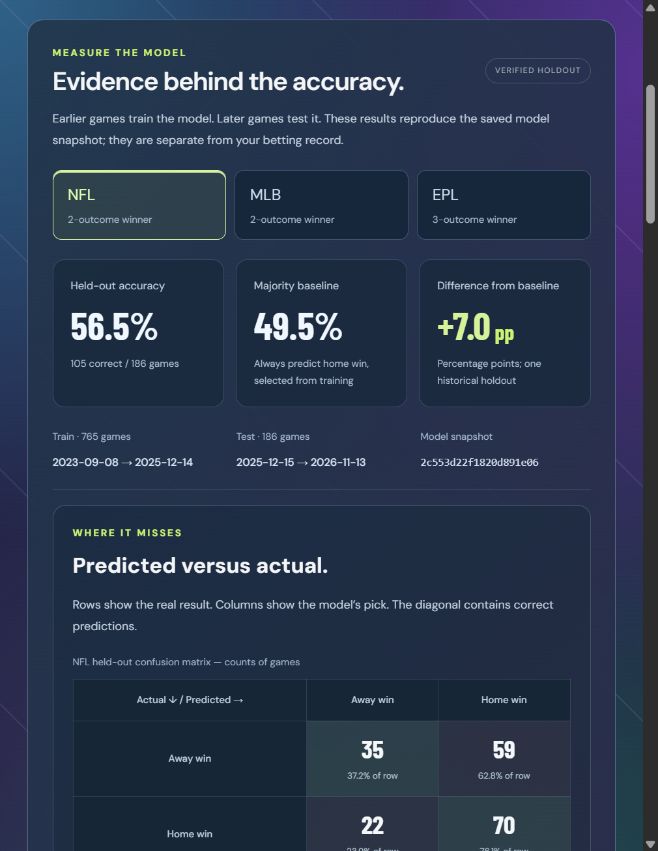 MEASURE THE MODEL
Evidence behind the accuracy.
VERIFIED HOLDOUT
Earlier games train the model. Later games test it. These results reproduce the saved model
snapshot; they are separate from your betting record.
NFL
2-outcome winner
MLB
2-outcome winner
EPL
3-outcome winner
Held-out accuracy
56.5%
105 correct / 186 games
Majority baseline
49.5%
Always predict home win,
selected from training
Difference from baseline
+7.0 pp
Percentage points; one
historical holdout
Train · 765 games
2023-09-08 → 2025-12-14
Test · 186 games
2025-12-15 → 2026-11-13
Model snapshot
2c553d22f1820d891e06
WHERE IT MISSES
Predicted versus actual.
Rows show the real result. Columns show the model's pick. The diagonal contains correct
predictions.
NFL held-out confusion matrix — counts of games
Actual ↓ / Predicted →
Away win
Home win
Away win
35
37.2% of row
59
62.8% of row
Home win
22
70